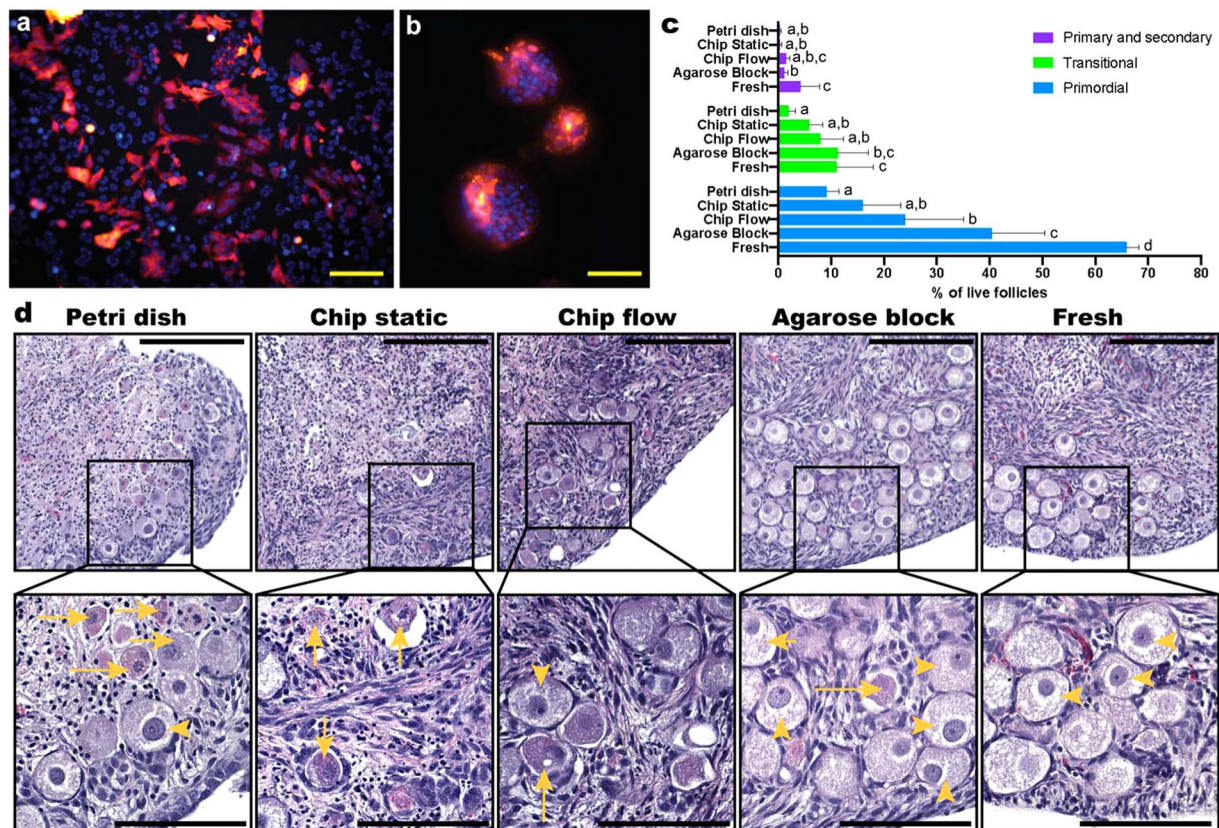 a
b
c
Petri dish
a,b
Chip Static
a,b
Chip Flow
a,b,c
Agarose Block
b
Fresh
c
Petri dish
a
Chip Static
a,b
Chip Flow
a,b
Agarose Block
b,c
Fresh
c
Petri dish
a
Chip Static
a,b
Chip Flow
b
Agarose Block
c
Fresh
d
0 10 20 30 40 50 60 70 80
% of live follicles
Primary and secondary
Transitional
Primordial
d
Petri dish
Chip static
Chip flow
Agarose block
Fresh